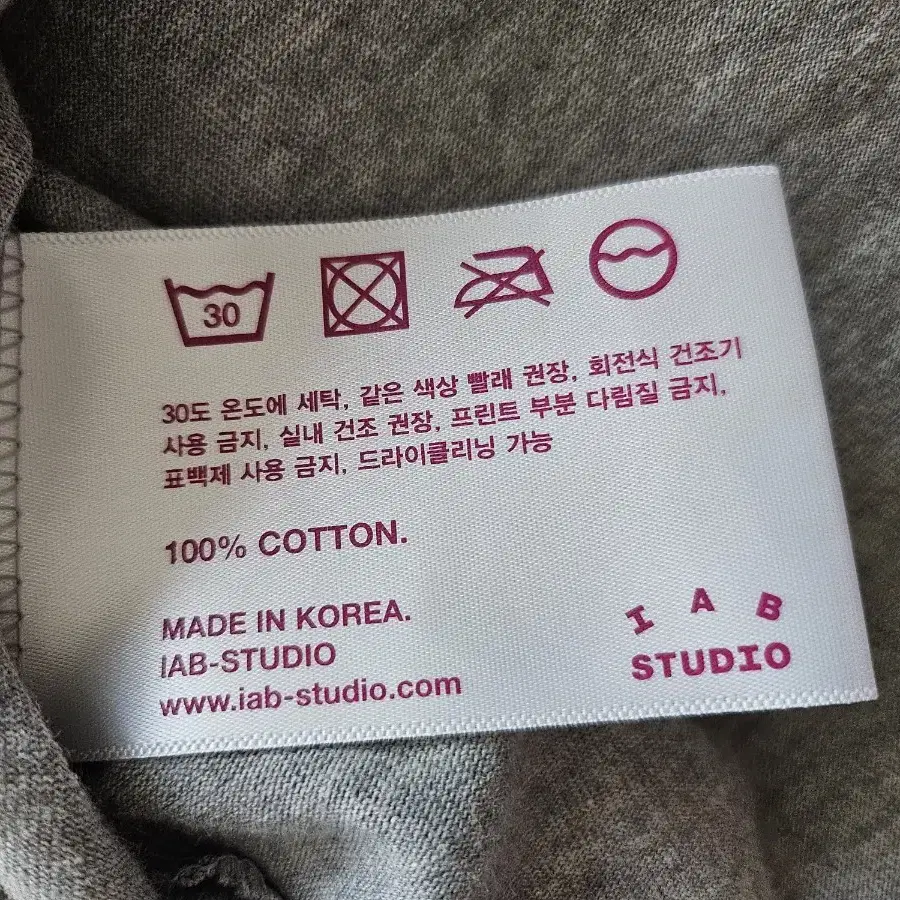 30
30도 온도에 세탁, 같은 색상 빨래 권장, 회전식 건조기
사용 금지, 실내 건조 권장, 프린트 부분 다림질 금지,
표백제 사용 금지, 드라이클리닝 가능
100% COTTON.
MADE IN KOREA.
IAB-STUDIO
www.iab-studio.com
I A B
STUDIO